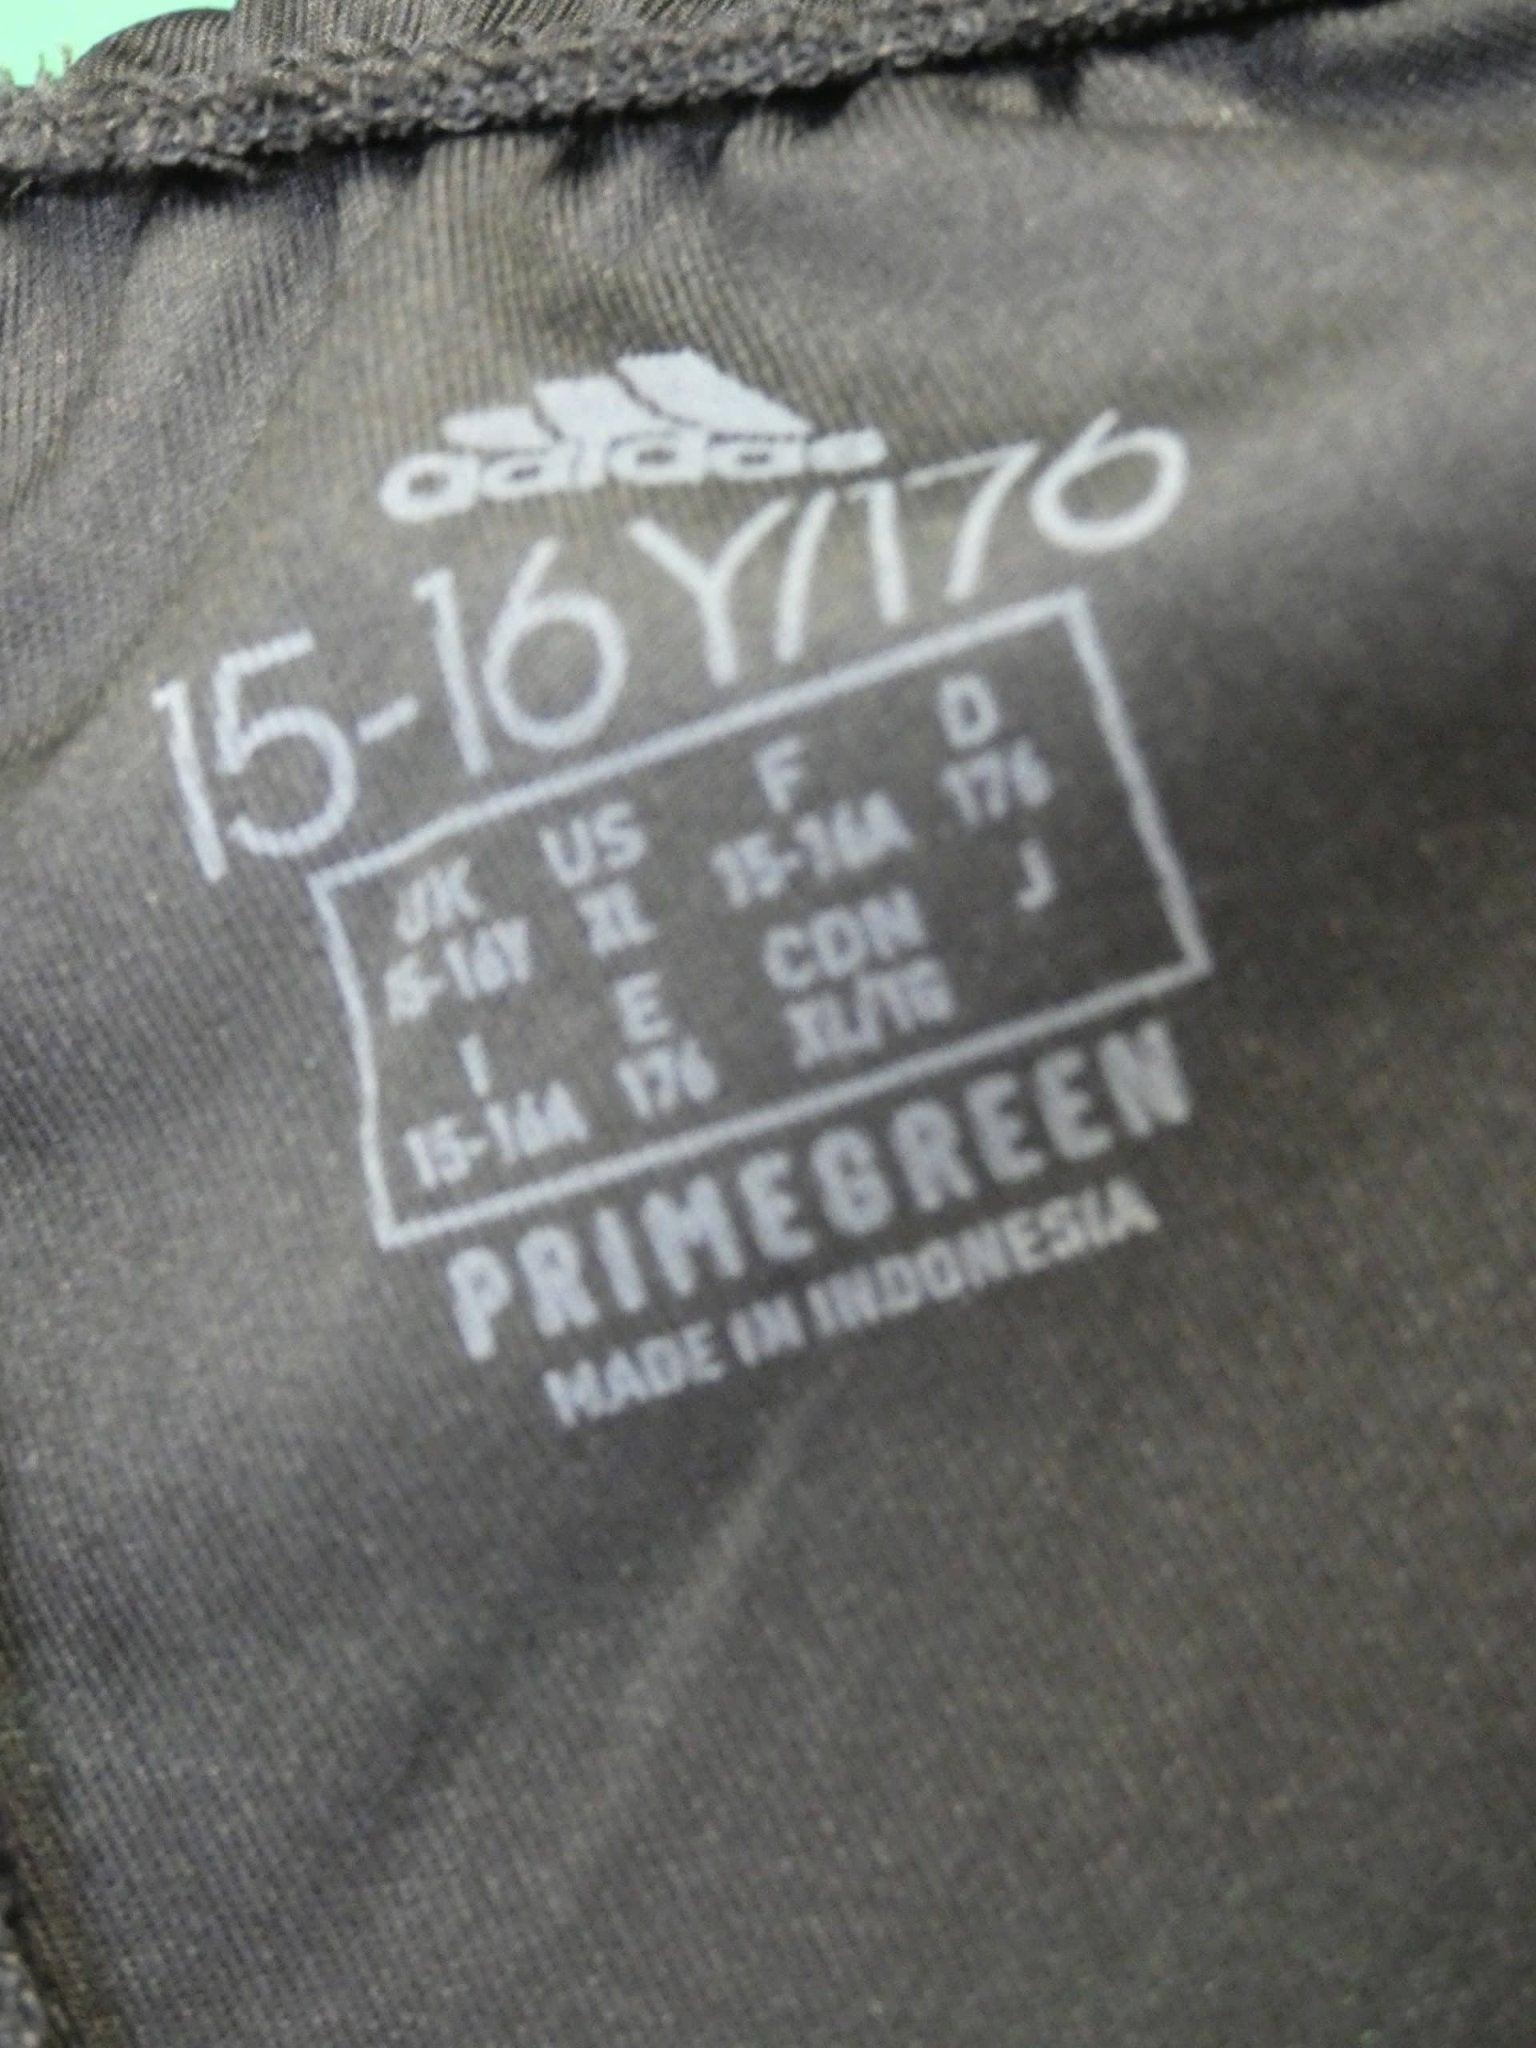 adidas
15-16Y/176
UK US F D
15-16Y XL 15-16A 176
I E CDN J
15-16A 176 XL/TG
PRIMEGREEN
MADE IN INDONESIA